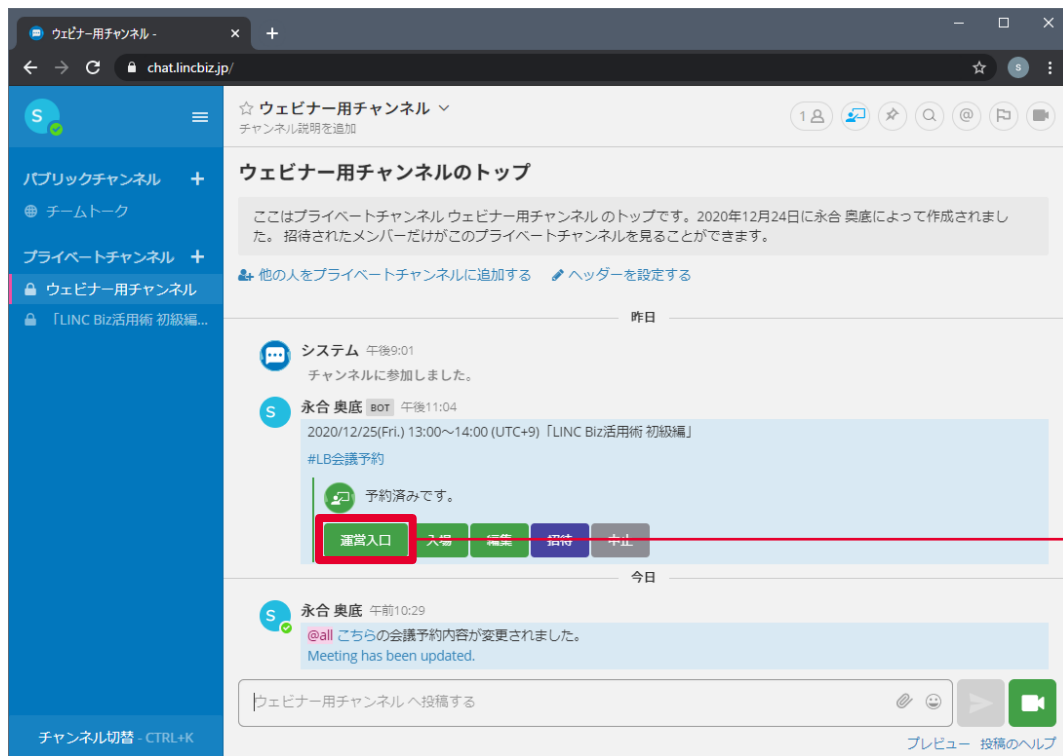 ウェビナー用チャンネル -
chat.lincbiz.jp/
S
S
パブリックチャンネル
チームトーク
プライベートチャンネル
ウェビナー用チャンネル
「LINC Biz活用術 初級編...
チャンネル切替 - CTRL+K
ウェビナー用チャンネル
チャンネル説明を追加
1
ウェビナー用チャンネルのトップ
ここはプライベートチャンネル ウェビナー用チャンネル のトップです。2020年12月24日に永合 奥底によって作成されまし
た。 招待されたメンバーだけがこのプライベートチャンネルを見ることができます。
他の人をプライベートチャンネルに追加する ヘッダーを設定する
昨日
システム 午後9:01
チャンネルに参加しました。
S
永合 奥底 BOT 午後11:04
2020/12/25(Fri.) 13:00～14:00 (UTC+9)「LINC Biz活用術 初級編」
#LB会議予約
予約済みです。
運営入口 入場 編集 招待 中止
今日
S
永合 奥底 午前10:29
@all こちらの会議予約内容が変更されました。
Meeting has been updated.
ウェビナー用チャンネル へ投稿する
プレビュー 投稿のヘルプ